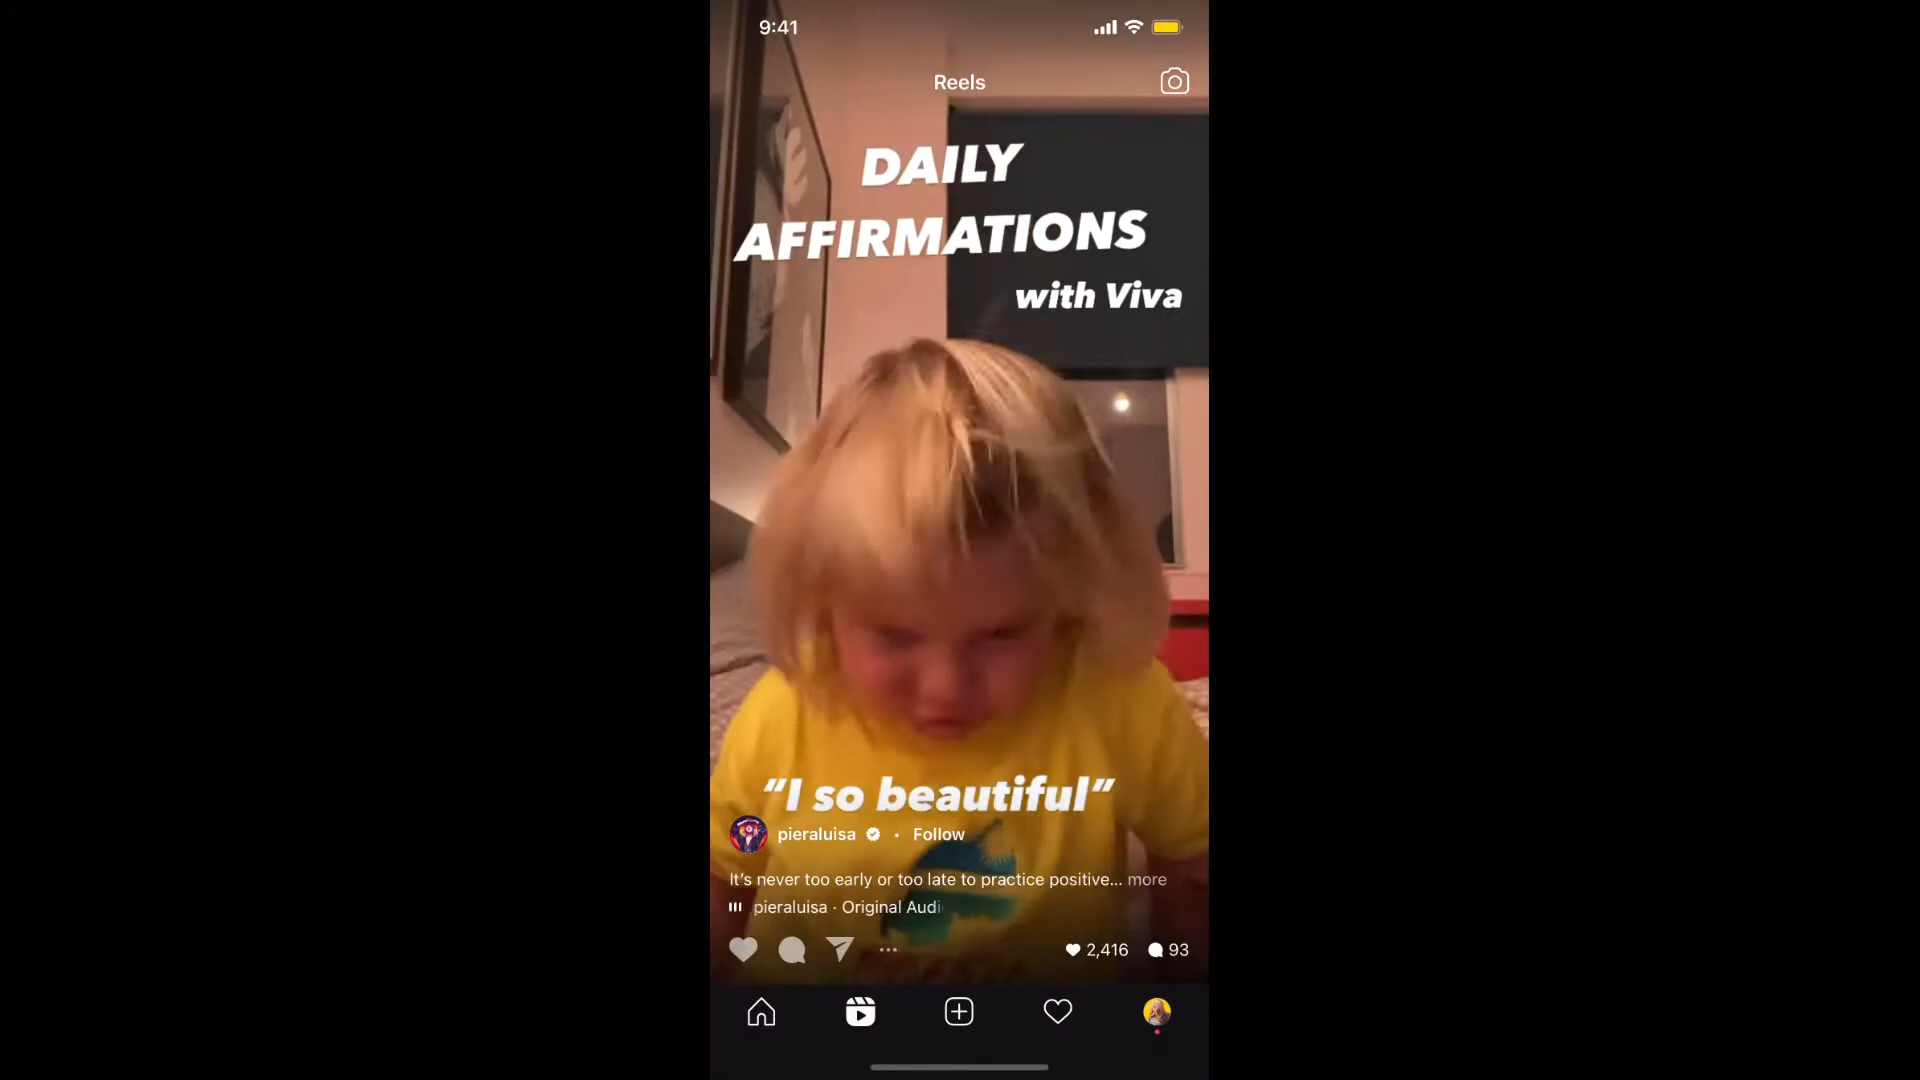 9:41
Reels
DAILY
AFFIRMATIONS
with Viva
“I so beautiful”
pieraluisa · Follow
It’s never too early or too late to practice positive... more
pieraluisa · Original Audi
2,416 93